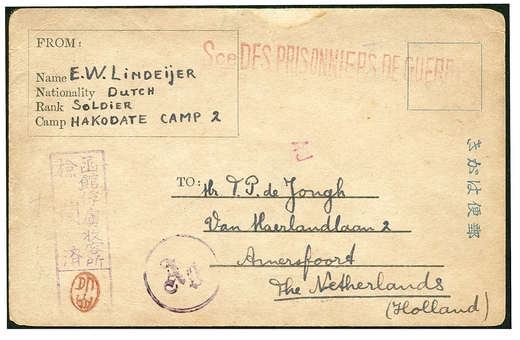 FROM:
Name E.W. LINDEIJER
Nationality DUTCH
Rank SOLDIER
Camp HAKODATE CAMP 2
Sce DES PRISONNIERS DE GUERRE
函館俘虜收容所
檢閲済
郵便はがき
TO: Mr T.P. de Jongh
Van Haerlandlaan 2
Amersfoort
The Netherlands
(Holland)